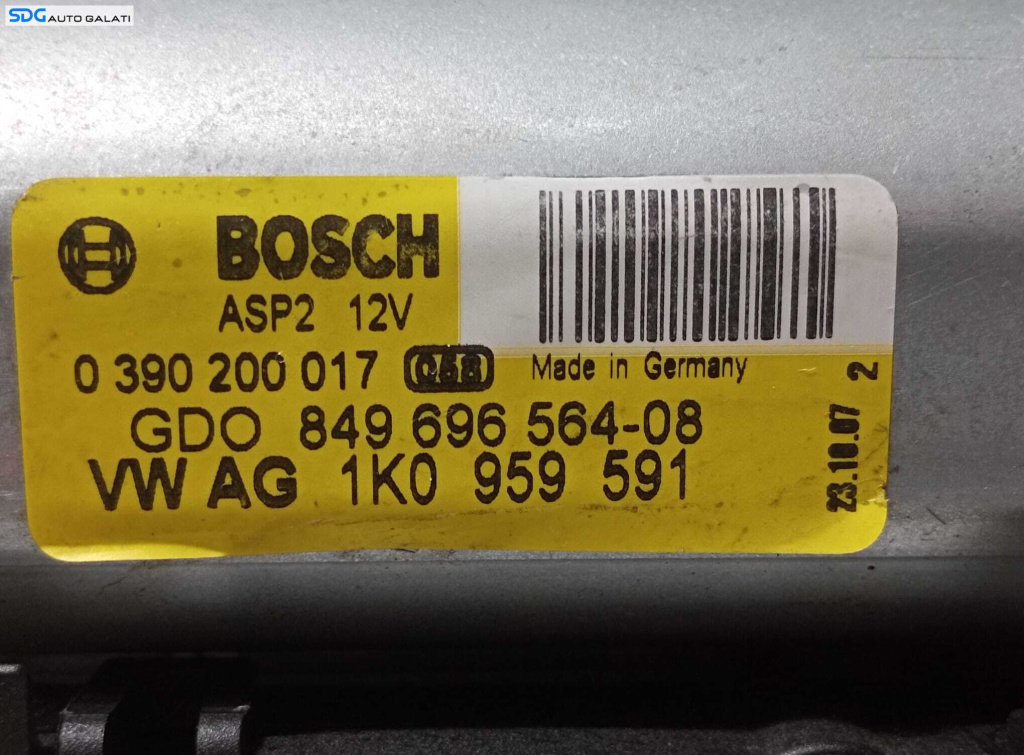 SDG AUTO GALATI
BOSCH
ASP2 12V
0 390 200 017 Made in Germany
GDO 849 696 564-08
VW AG 1K0 959 591
23.10.07 2